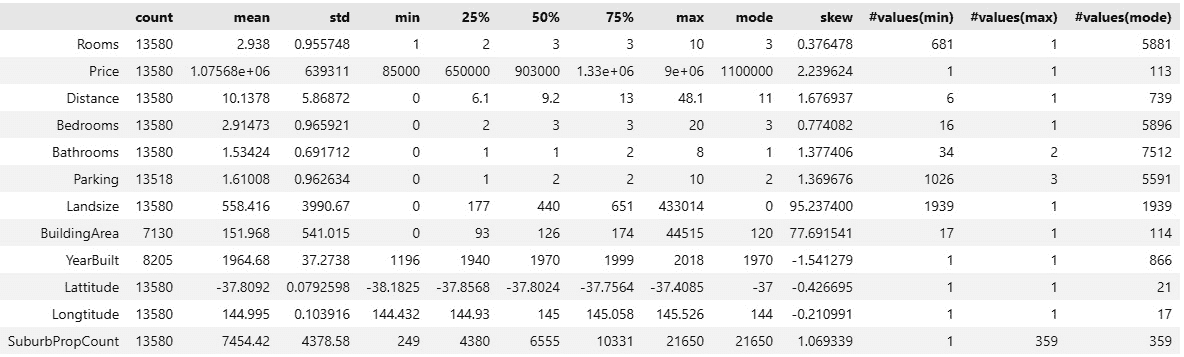 count mean std min 25% 50% 75% max mode skew #values(min) #values(max) #values(mode)
Rooms 13580 2.938 0.955748 1 2 3 3 10 3 0.376478 681 1 5881
Price 13580 1.07568e+06 639311 85000 650000 903000 1.33e+06 9e+06 1100000 2.239624 1 1 113
Distance 13580 10.1378 5.86872 0 6.1 9.2 13 48.1 11 1.676937 6 1 739
Bedrooms 13580 2.91473 0.965921 0 2 3 3 20 3 0.774082 16 1 5896
Bathrooms 13580 1.53424 0.691712 0 1 1 2 8 1 1.377406 34 2 7512
Parking 13518 1.61008 0.962634 0 1 2 2 10 2 1.369676 1026 3 5591
Landsize 13580 558.416 3990.67 0 177 440 651 433014 0 95.237400 1939 1 1939
BuildingArea 7130 151.968 541.015 0 93 126 174 44515 120 77.691541 17 1 114
YearBuilt 8205 1964.68 37.2738 1196 1940 1970 1999 2018 1970 -1.541279 1 1 866
Lattitude 13580 -37.8092 0.0792598 -38.1825 -37.8568 -37.8024 -37.7564 -37.4085 -37 -0.426695 1 1 21
Longtitude 13580 144.995 0.103916 144.432 144.93 145 145.058 145.526 144 -0.210991 1 1 17
SuburbPropCount 13580 7454.42 4378.58 249 4380 6555 10331 21650 21650 1.069339 1 359 359